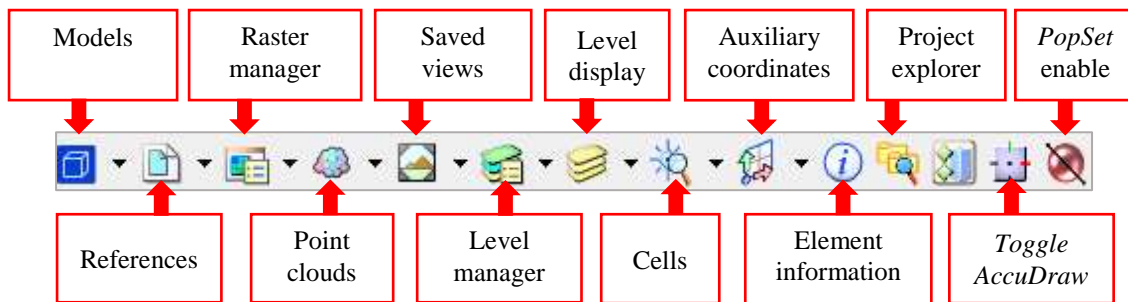 Models
Raster
manager
Saved
views
Level
display
Auxiliary
coordinates
Project
explorer
PopSet
enable
References
Point
clouds
Level
manager
Cells
Element
information
Toggle
AccuDraw